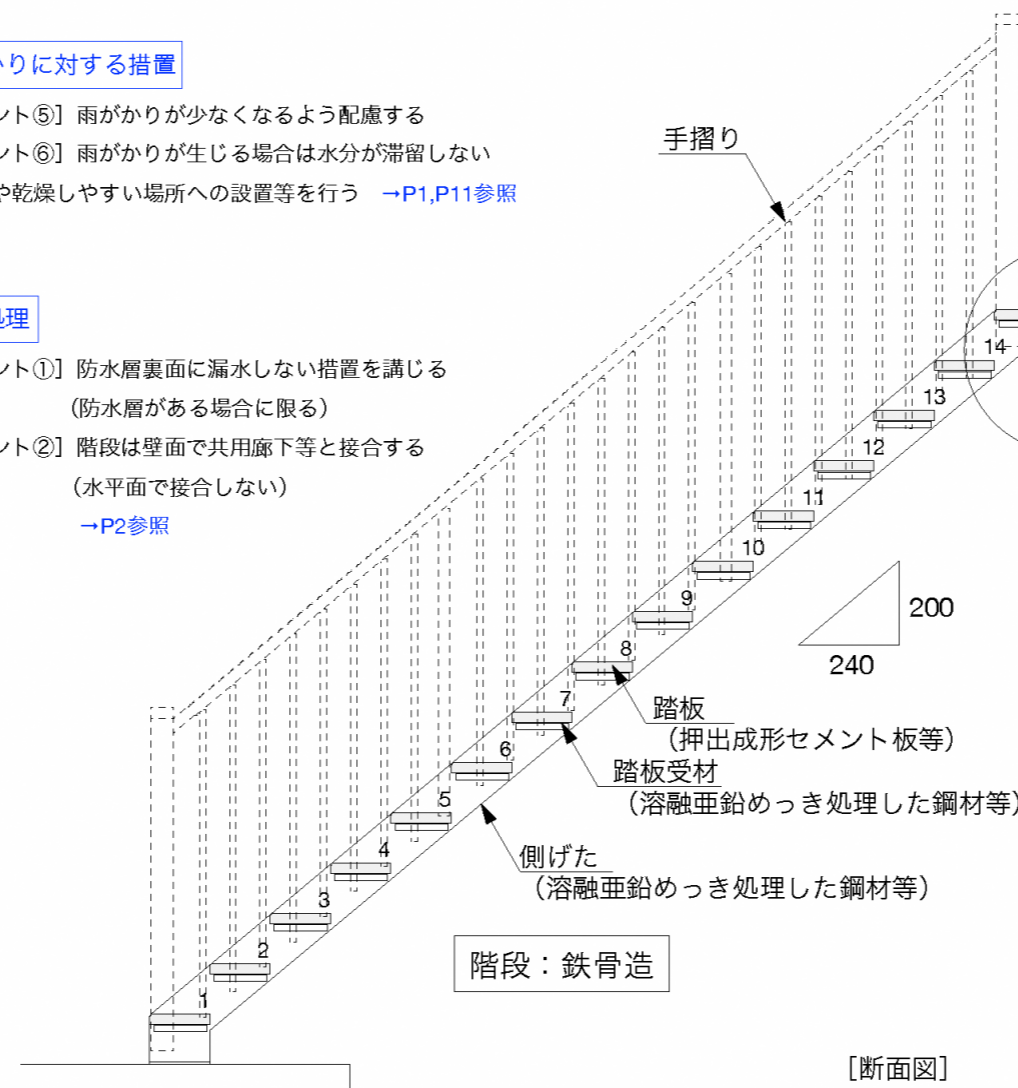 かりに対する措置
ント⑤］雨がかりが少なくなるよう配慮する
ント⑥］雨がかりが生じる場合は水分が滞留しない
や乾燥しやすい場所への設置等を行う　→P1,P11参照
処理
ント①］防水層裏面に漏水しない措置を講じる
（防水層がある場合に限る）
ント②］階段は壁面で共用廊下等と接合する
（水平面で接合しない）
→P2参照
手摺り
14
13
12
11
10
9
8
7
6
5
4
3
2
1
200
240
踏板
（押出成形セメント板等）
踏板受材
（溶融亜鉛めっき処理した鋼材等）
側げた
（溶融亜鉛めっき処理した鋼材等）
階段：鉄骨造
［断面図］